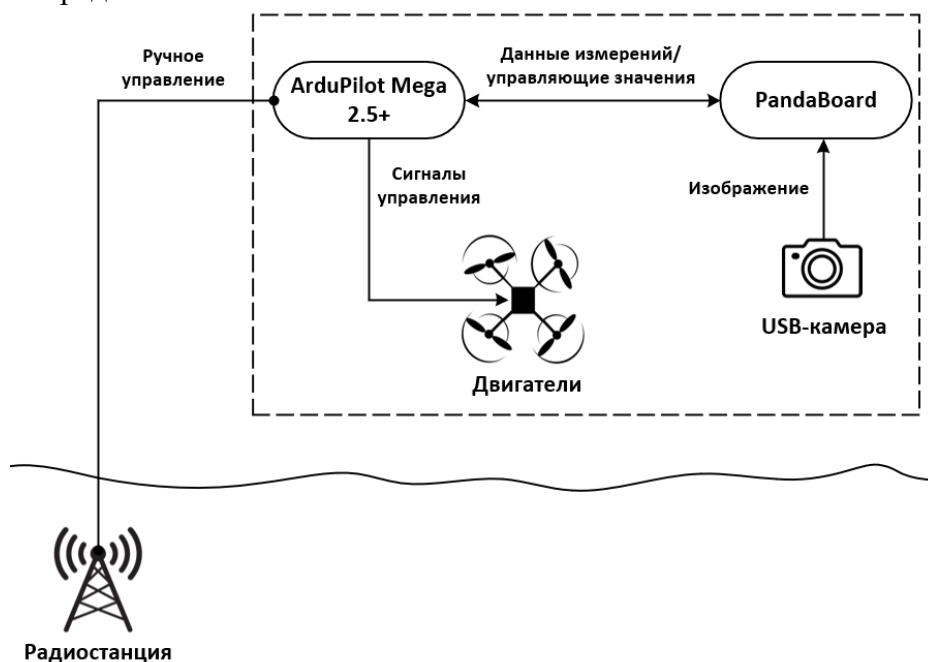 Ручное
управление
ArduPilot Mega
2.5+
Данные измерений/
управляющие значения
PandaBoard
Сигналы
управления
Изображение
USB-камера
Двигатели
Радиостанция